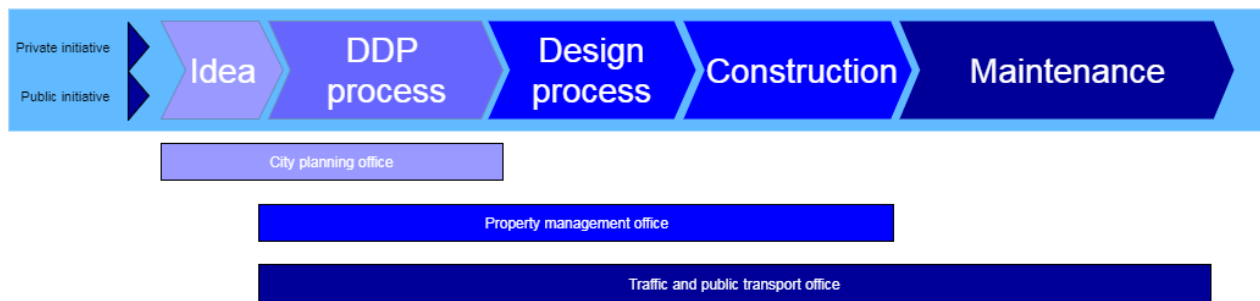 Private initiative
Public initiative
Idea
DDP
process
Design
process
Construction
Maintenance
City planning office
Property management office
Traffic and public transport office